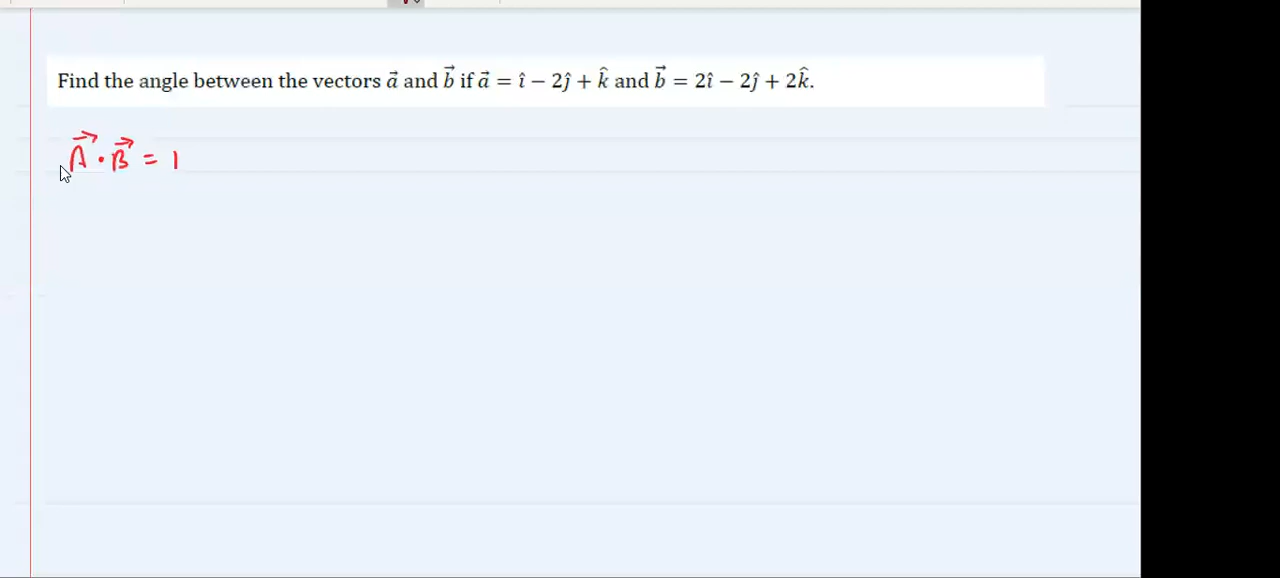 Find the angle between the vectors a⃗ and b⃗ if a⃗ = î − 2ĵ + k̂ and b⃗ = 2î − 2ĵ + 2k̂.
A⃗ · B⃗ = 1